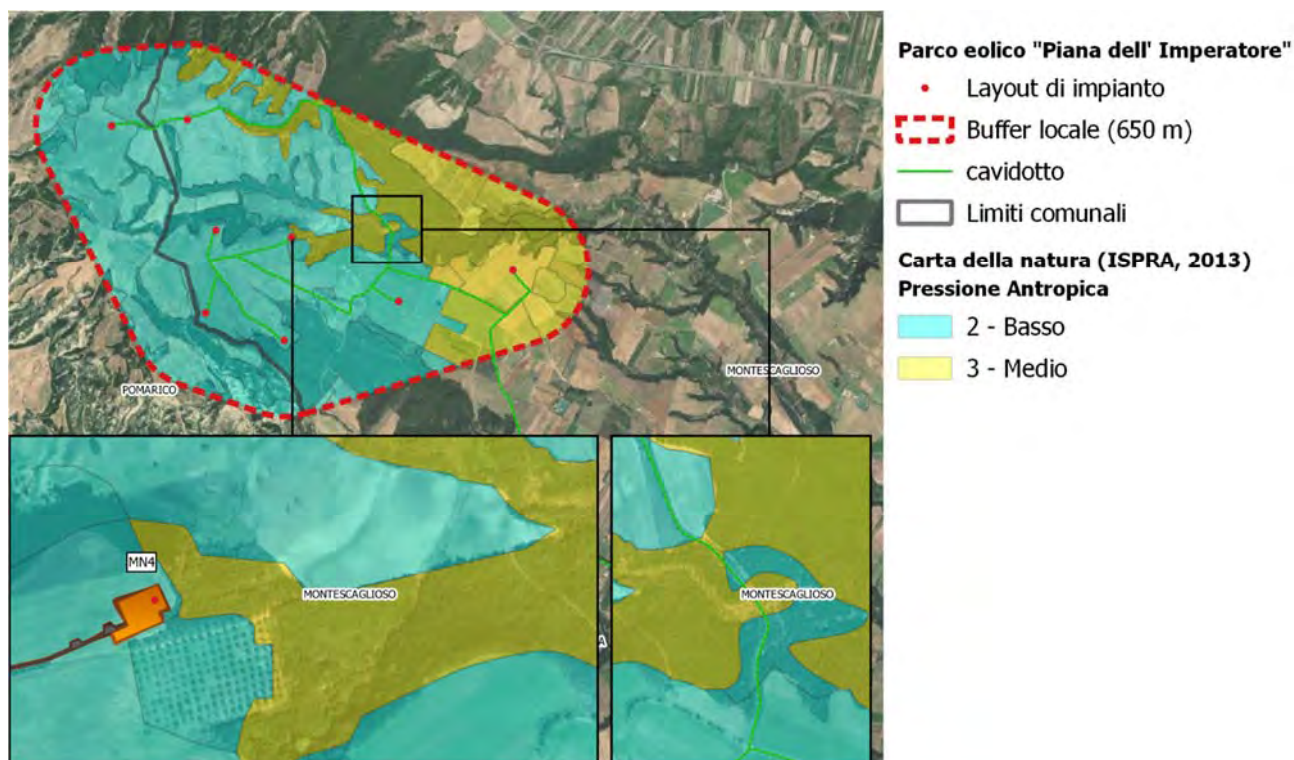 Parco eolico "Piana dell' Imperatore"
Layout di impianto
Buffer locale (650 m)
cavidotto
Limiti comunali
Carta della natura (ISPRA, 2013)
Pressione Antropica
2 - Basso
3 - Medio
POMARICO
MONTESCAGLIOSO
MN4
MONTESCAGLIOSO
MONTESCAGLIOSO